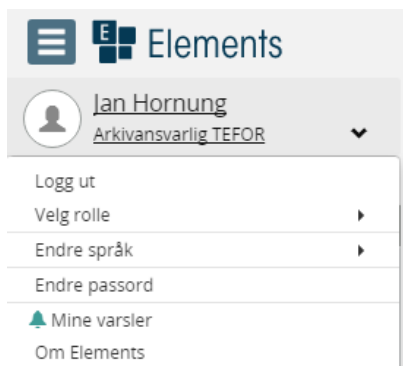 E Elements
Jan Hornung
Arkivansvarlig TEFOR
Logg ut
Velg rolle
Endre språk
Endre passord
Mine varsler
Om Elements